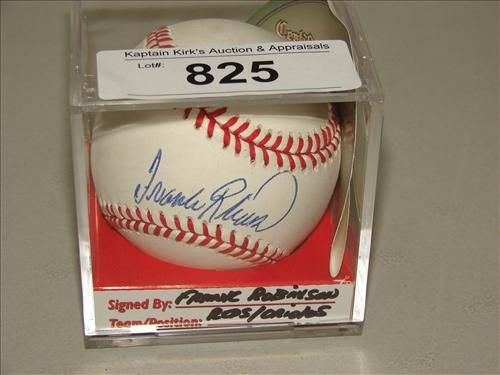 Kaptain Kirk's Auction & Appraisals
Lot#: 825
Frank Robinson
Signed By: FRANK ROBINSON
Team/Position: REDS/ORIOLES